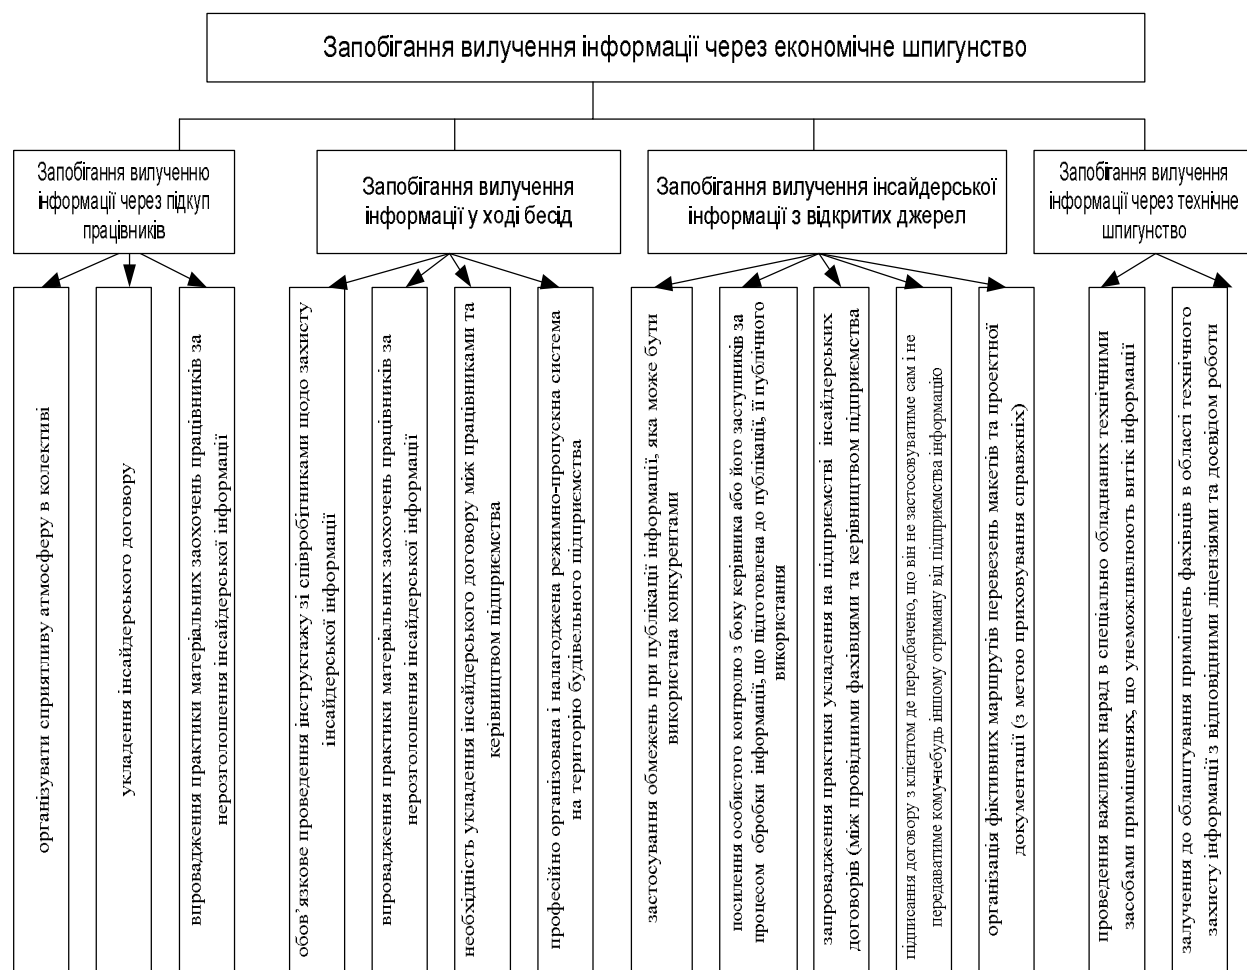 Запобігання вилучення інформації через економічне шпигунство
Запобігання вилученню
інформації через підкуп
працівників
Запобігання вилучення
інформації у ході бесід
Запобігання вилучення інсайдерської
інформації з відкритих джерел
Запобігання вилучення
інформації через технічне
шпигунство
організувати сприятливу атмосферу в колективі
укладення інсайдерського договору
впровадження практики матеріальних заохочень працівників за
нерозголошення інсайдерської інформації
обов’язкове проведення інструктажу зі співробітниками щодо захисту
інсайдерської інформації
впровадження практики матеріальних заохочень працівників за
нерозголошення інсайдерської інформації
необхідність укладення інсайдерського договору між працівниками та
керівництвом підприємства
професійно організована і налагоджена режимно-пропускна система
на територію будівельного підприємства
застосування обмежень при публікації інформації, яка може бути
використана конкурентами
посилення особистого контролю з боку керівника або його заступників за
процесом обробки інформації, що підготовлена до публікації, її публічного
використання
запровадження практики укладення на підприємстві інсайдерських
договорів (між провідними фахівцями та керівництвом підприємства
підписання договору з клієнтом де передбачено, що він не застосовуватиме сам і не
передаватиме кому-небудь іншому отриману від підприємства інформацію
організація фіктивних маршрутів перевезень макетів та проектної
документації (з метою приховування справжніх)
проведення важливих нарад в спеціально обладнаних технічними
засобами приміщеннях, що унеможливлюють витік інформації
залучення до облаштування приміщень фахівців в області технічного
захисту інформації з відповідними ліцензіями та досвідом роботи